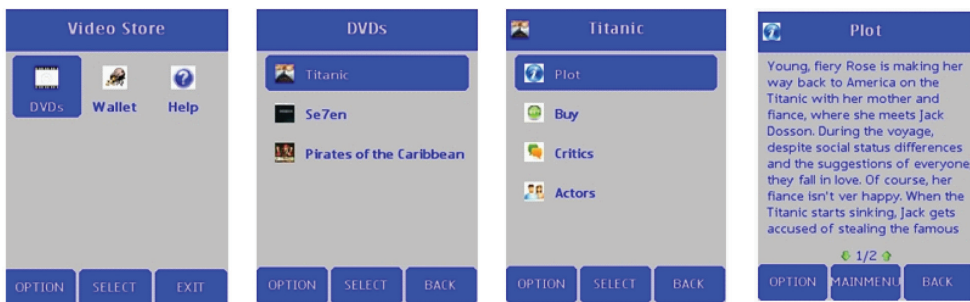 Video Store
DVDs
Wallet
Help
OPTION
SELECT
EXIT
DVDs
Titanic
Se7en
Pirates of the Caribbean
OPTION
SELECT
BACK
Titanic
Plot
Buy
Critics
Actors
OPTION
SELECT
BACK
Plot
Young, fiery Rose is making her
way back to America on the
Titanic with her mother and
fiance, where she meets Jack
Dosson. During the voyage,
despite social status differences
and the suggestions of everyone
they fall in love. Of course, her
fiance isn't ver happy. When the
Titanic starts sinking, Jack gets
accused of stealing the famous
1/2
OPTION
MAINMENU
BACK